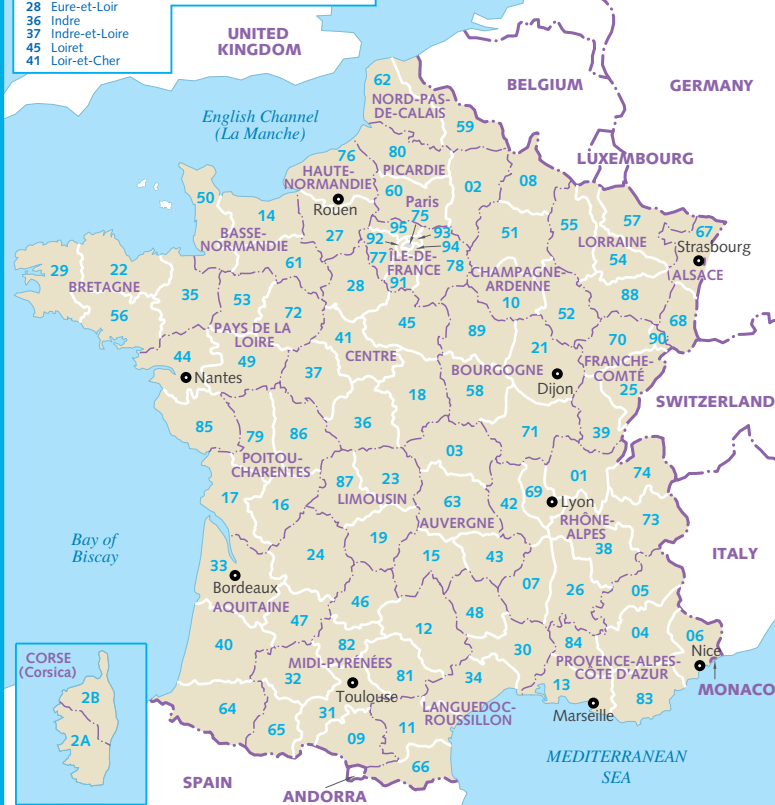 28 Eure-et-Loir
36 Indre
37 Indre-et-Loire
45 Loiret
41 Loir-et-Cher
UNITED
KINGDOM
BELGIUM
GERMANY
LUXEMBOURG
English Channel
(La Manche)
62
NORD-PAS-
DE-CALAIS
59
76
80
PICARDIE
HAUTE-
NORMANDIE
60
02
08
Rouen
Paris
75
50
14
BASSE-
NORMANDIE
27
95
93
92
94
77
ÎLE-DE-
FRANCE
78
91
51
55
57
67
LORRAINE
54
Strasbourg
ALSACE
61
CHAMPAGNE-
ARDENNE
10
52
88
68
29
22
BRETAGNE
56
35
53
72
28
PAYS DE LA
LOIRE
41
45
89
70
90
44
49
Nantes
37
CENTRE
18
BOURGOGNE
58
21
Dijon
FRANCHE-
COMTÉ
25
SWITZERLAND
85
79
86
36
71
39
POITOU-
CHARENTES
03
17
16
87
23
LIMOUSIN
63
AUVERGNE
42
69
Lyon
01
74
RHÔNE-
ALPES
38
73
Bay of
Biscay
ITALY
33
Bordeaux
AQUITAINE
24
19
15
43
07
26
05
47
46
12
48
40
82
MIDI-PYRÉNÉES
32
81
34
30
84
04
06
Nice
PROVENCE-ALPES-
COTE D'AZUR
13
83
MONACO
Marseille
Toulouse
LANGUEDOC-
ROUSSILLON
64
65
31
09
11
66
MEDITERRANEAN
SEA
SPAIN
ANDORRA
CORSE
(Corsica)
2B
2A